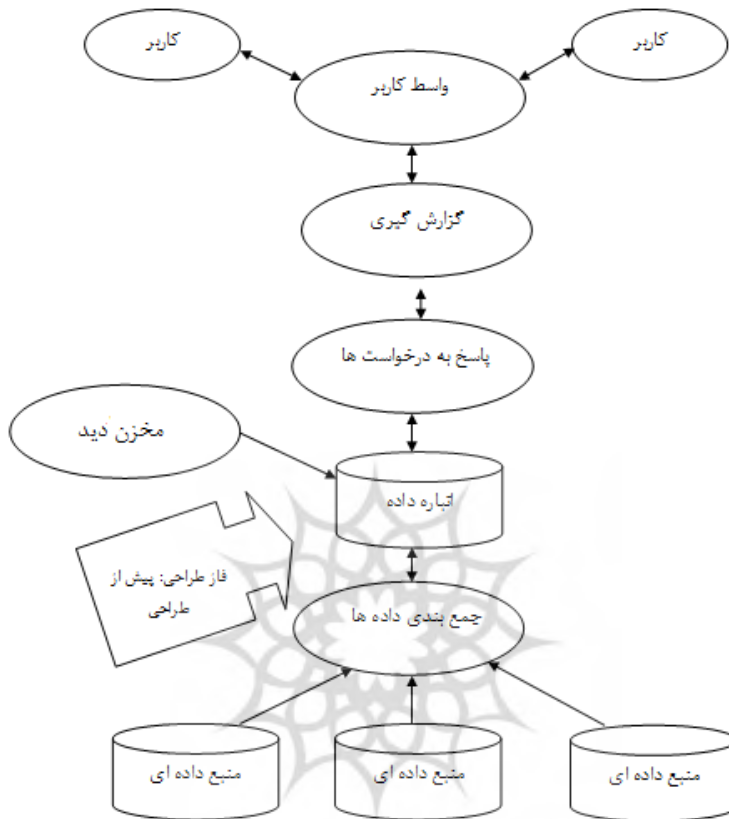 کاربر
کاربر
واسط کاربر
گزارش گیری
پاسخ به درخواست ها
مخزن دید
انباره داده
فاز طراحی: پیش از
طراحی
جمع بندی داده ها
منبع داده ای
منبع داده ای
منبع داده ای